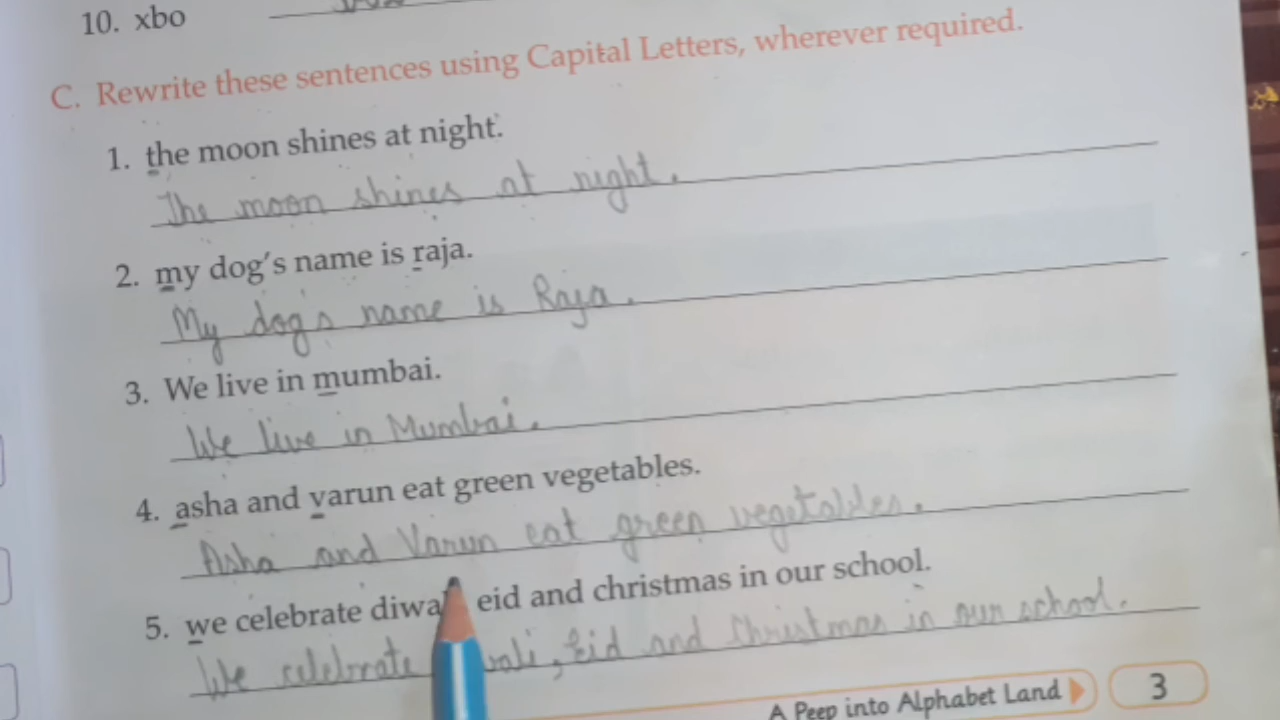 10. xbo
C. Rewrite these sentences using Capital Letters, wherever required.
1. the moon shines at night.
The moon shines at night.
2. my dog's name is raja.
My dog's name is Raja.
3. We live in mumbai.
We live in Mumbai.
4. asha and varun eat green vegetables.
Asha and Varun eat green vegetables.
5. we celebrate eid and christmas in our school.
We celebrate , Eid and Christmas in our school.
A Peep into Alphabet Land 3